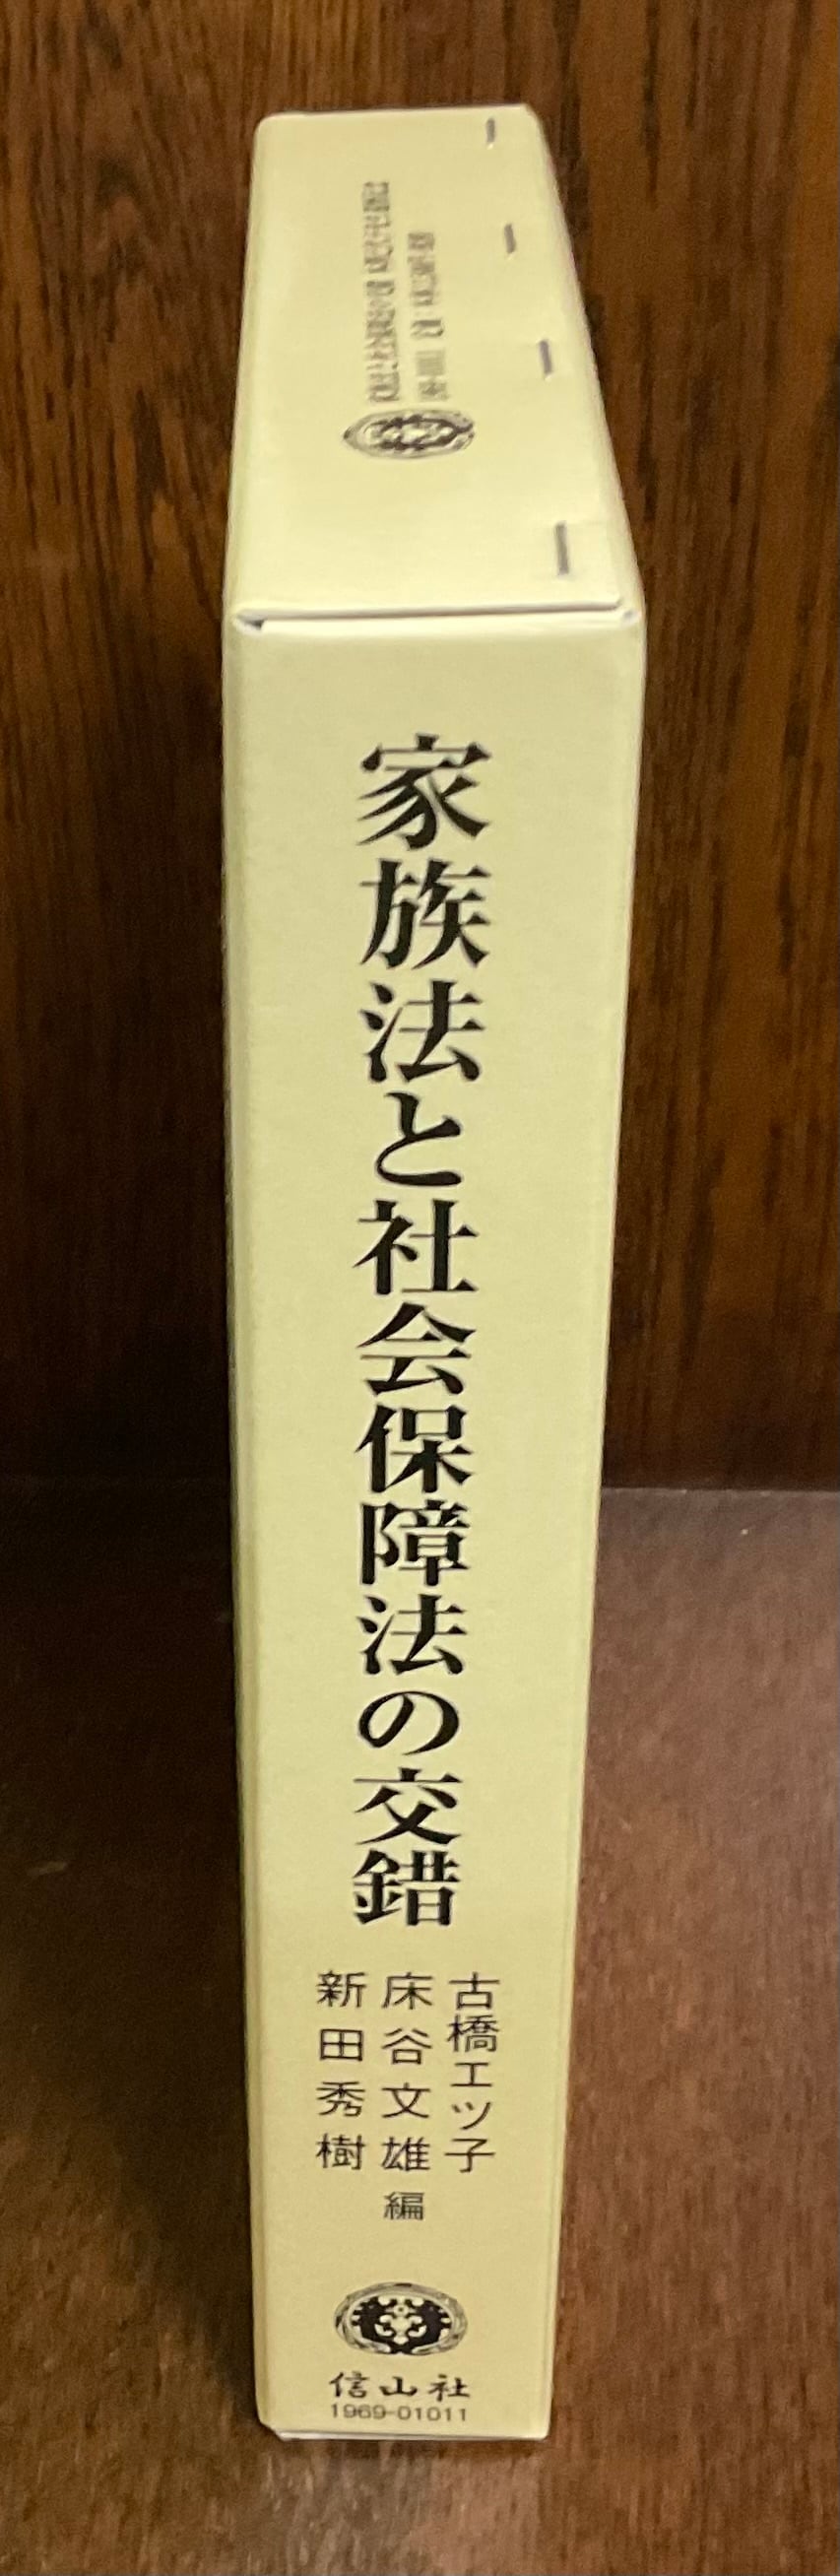 家族法と社会保障法の交錯
古橋エツ子
床谷文雄
新田秀樹
編
信山社
1969-01011